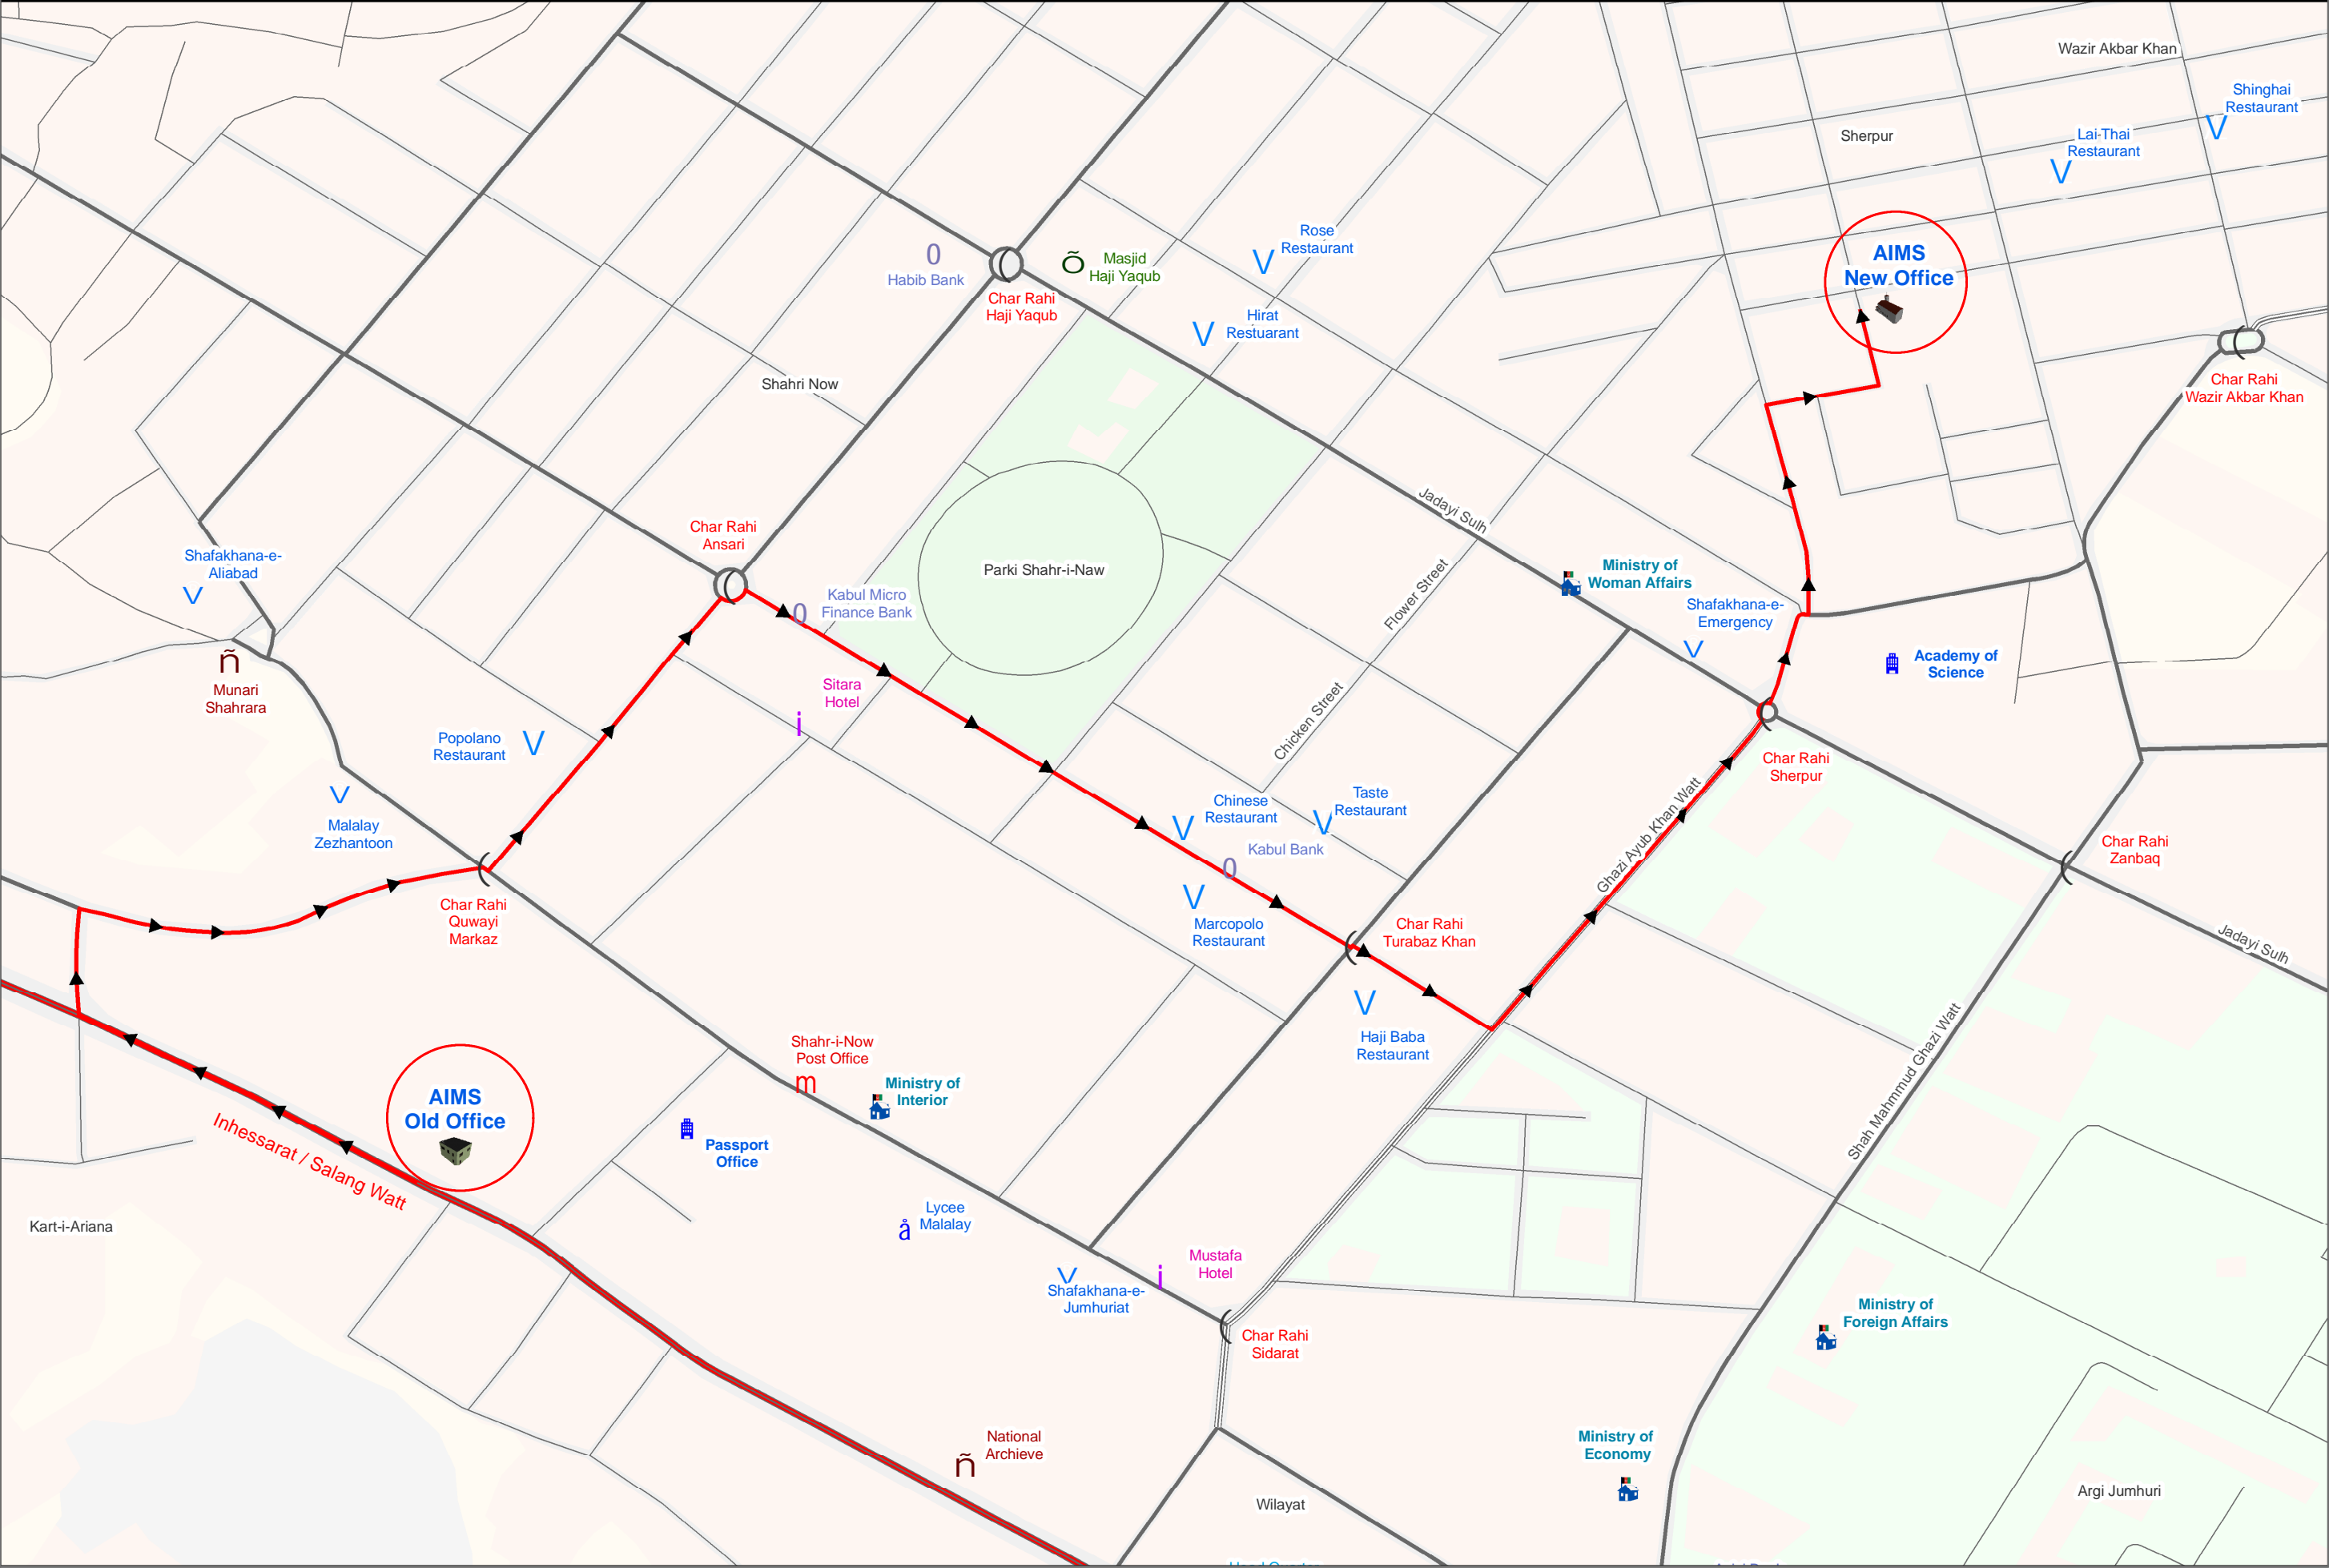 Wazir Akbar Khan
Shinghai
Restaurant
Sherpur
Lai-Thai
Restaurant
AIMS
New Office
Rose
Restaurant
Masjid
Haji Yaqub
Habib Bank
Char Rahi
Haji Yaqub
Hirat
Restuarant
Char Rahi
Wazir Akbar Khan
Shahri Now
Jadayi Sulh
Char Rahi
Ansari
Shafakhana-e-
Aliabad
Parki Shahr-i-Naw
Kabul Micro
Finance Bank
Flower Street
Ministry of
Woman Affairs
Shafakhana-e-
Emergency
Academy of
Science
Munari
Shahrara
Sitara
Hotel
Chicken Street
Popolano
Restaurant
Char Rahi
Sherpur
Malalay
Zezhantoon
Chinese
Restaurant
Taste
Restaurant
Kabul Bank
Ghazi Ayub Khan Watt
Char Rahi
Zanbaq
Char Rahi
Quwayi
Markaz
Marcopolo
Restaurant
Char Rahi
Turabaz Khan
Jadayi Sulh
Haji Baba
Restaurant
Shahr-i-Now
Post Office
Ministry of
Interior
AIMS
Old Office
Inhessarat / Salang Watt
Passport
Office
Shah Mahmmud Ghazi Watt
Lycee
Malalay
Kart-i-Ariana
Mustafa
Hotel
Shafakhana-e-
Jumhuriat
Char Rahi
Sidarat
Ministry of
Foreign Affairs
National
Archieve
Ministry of
Economy
Wilayat
Argi Jumhuri